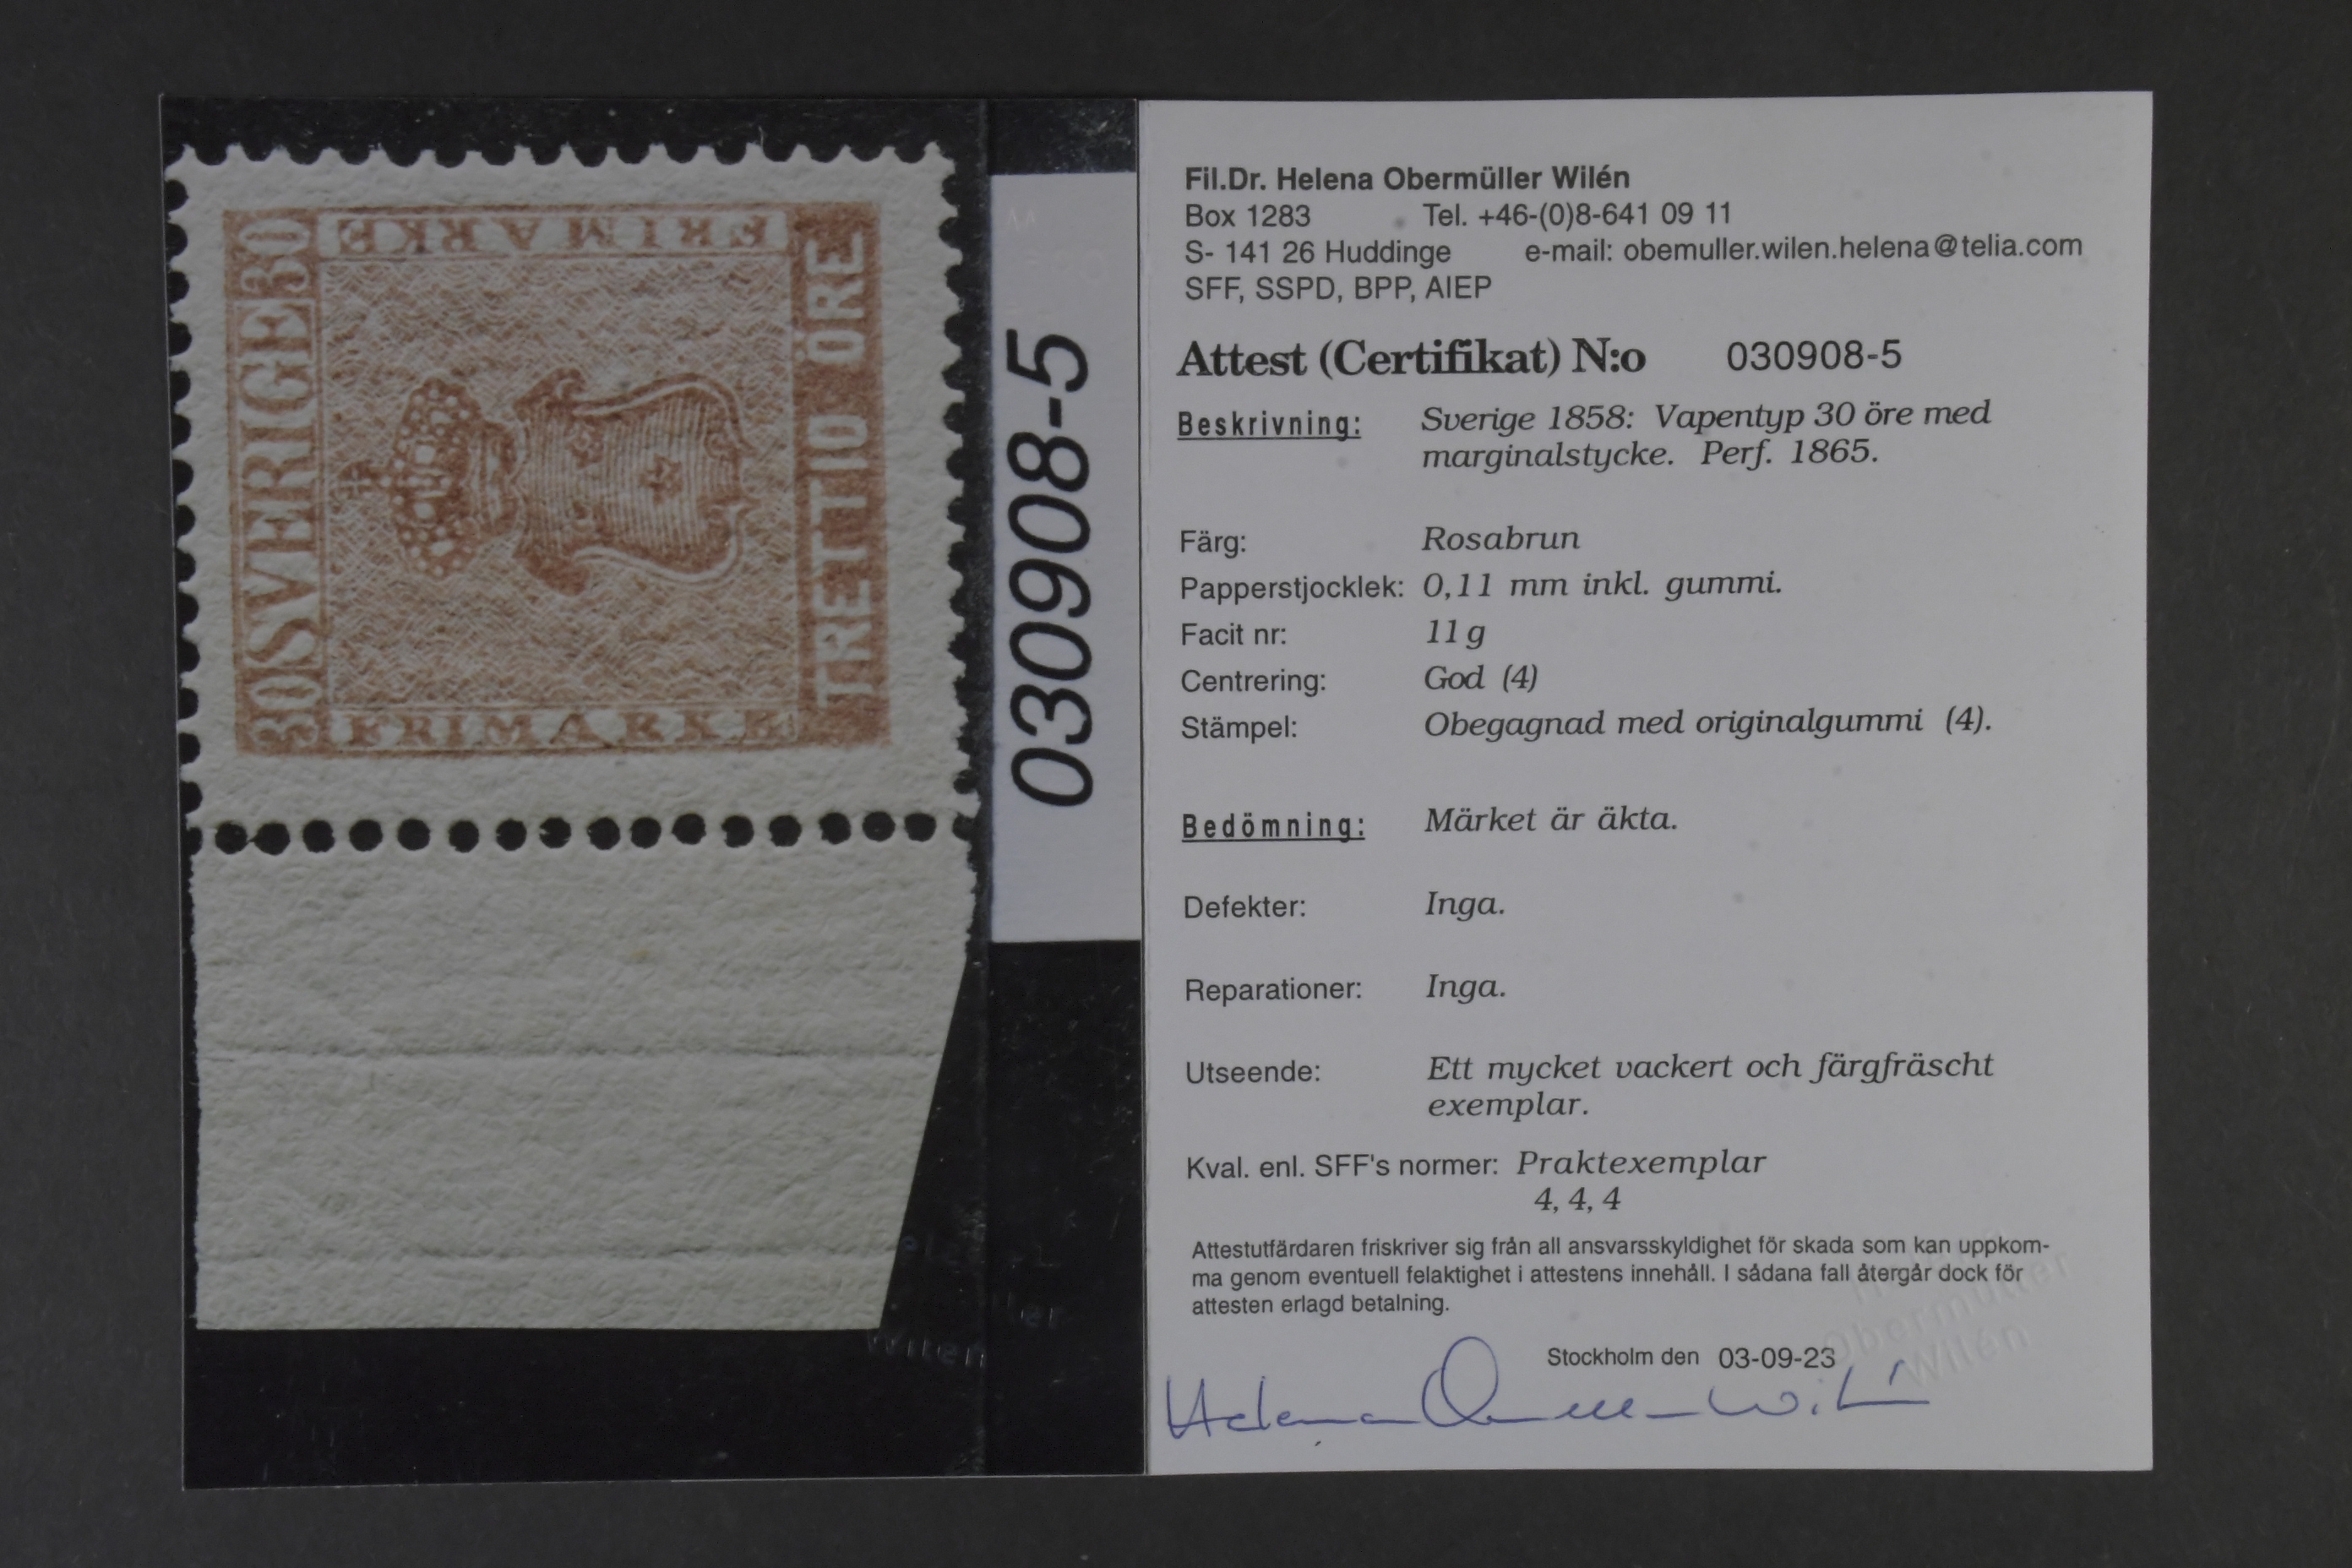 30 SVERIGE 30
FRIMÄRKE
TRETTIO ÖRE
FRIMÄRKE
030908-5
Fil.Dr. Helena Obermüller Wilén
Box 1283 Tel. +46-(0)8-641 09 11
S- 141 26 Huddinge e-mail: obemuller.wilen.helena@telia.com
SFF, SSPD, BPP, AIEP
Attest (Certifikat) N:o 030908-5
Beskrivning: Sverige 1858: Vapentyp 30 öre med
marginalstycke. Perf. 1865.
Färg: Rosabrun
Papperstjocklek: 0,11 mm inkl. gummi.
Facit nr: 11g
Centrering: God (4)
Stämpel: Obegagnad med originalgummi (4).
Bedömning: Märket är äkta.
Defekter: Inga.
Reparationer: Inga.
Utseende: Ett mycket vackert och färgfräscht
exemplar.
Kval. enl. SFF's normer: Praktexemplar
4, 4, 4
Attestutfärdaren friskriver sig från all ansvarsskyldighet för skada som kan uppkom-
ma genom eventuell felaktighet i attestens innehåll. I sådana fall återgår dock för
attesten erlagd betalning.
Obermüller
Wilén
Stockholm den 03-09-23